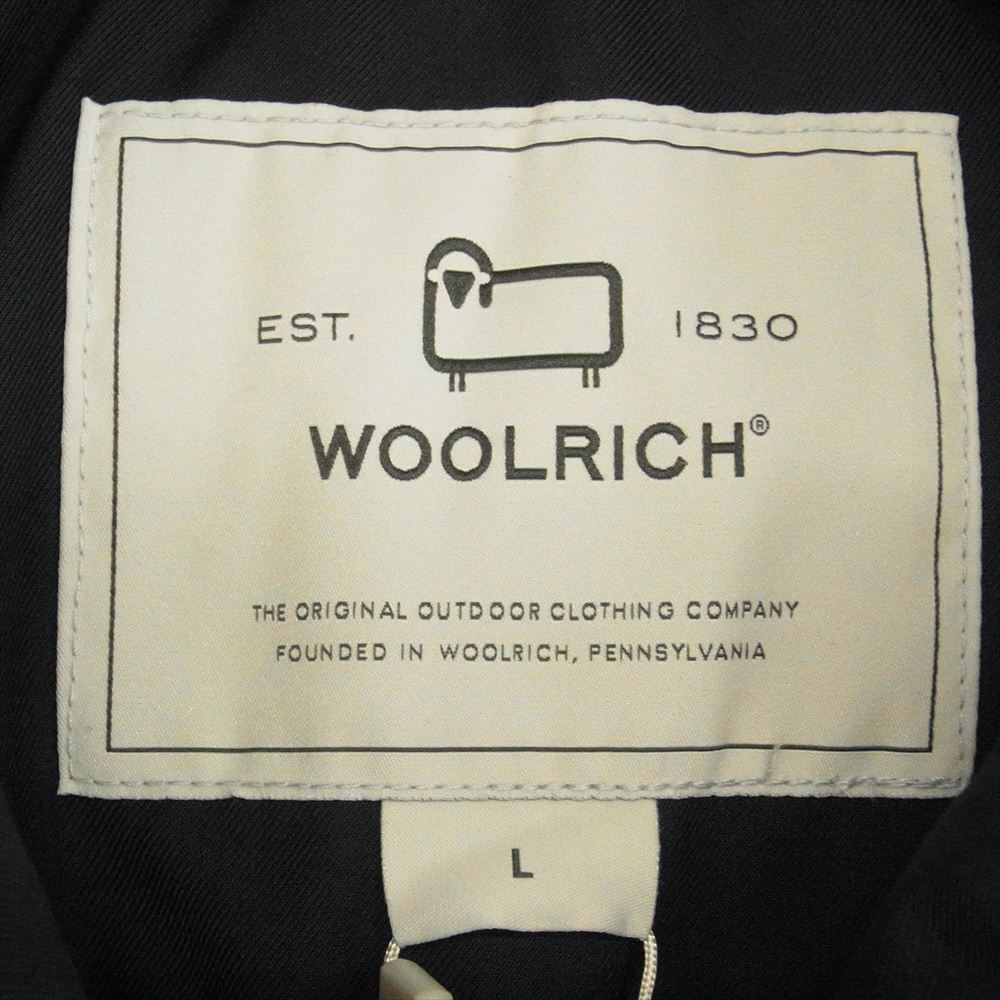 EST. 1830
WOOLRICH®
THE ORIGINAL OUTDOOR CLOTHING COMPANY
FOUNDED IN WOOLRICH, PENNSYLVANIA
L